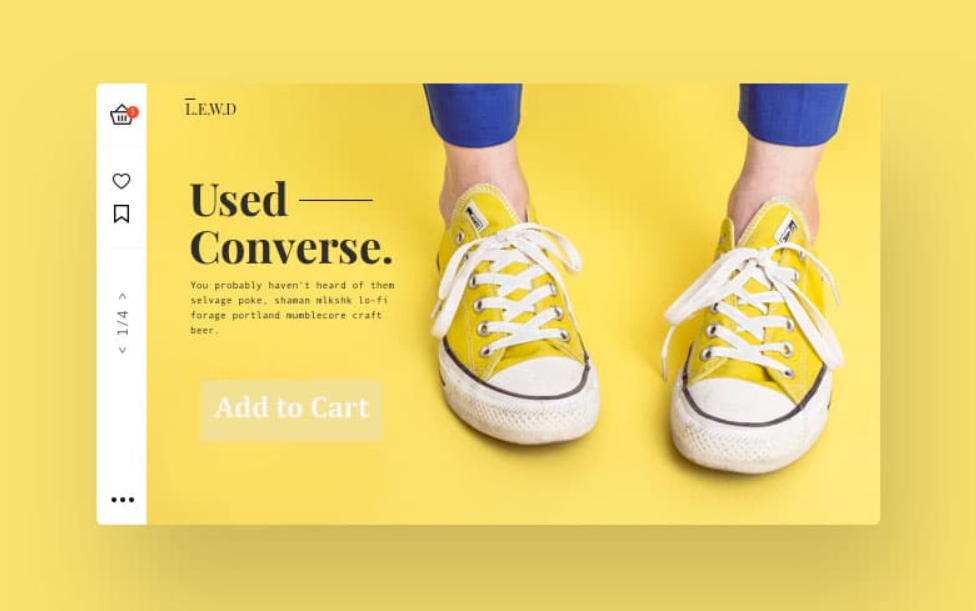 L.E.W.D
Used
Converse.
You probably haven't heard of them
selvage poke, shaman mlkshk lo-fi
forage portland mumblecore craft
beer.
< 1/4 >
Add to Cart